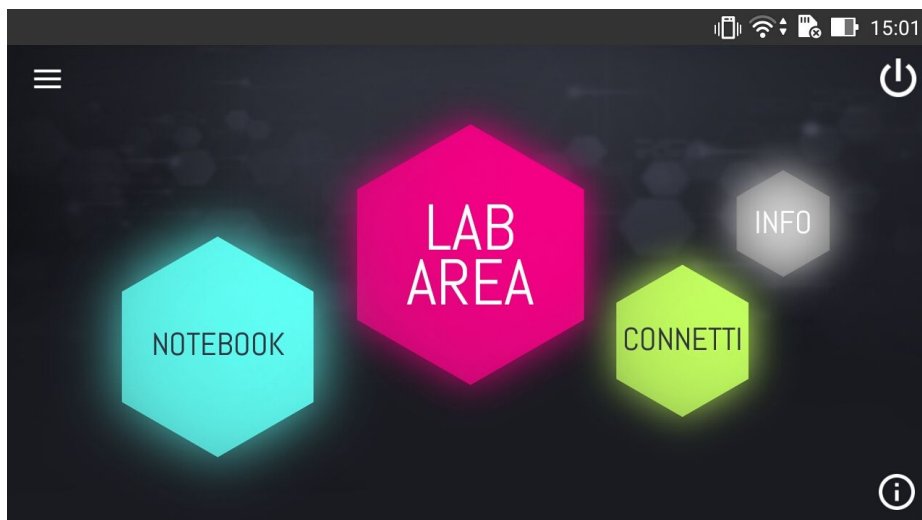 15:01
LAB
AREA
INFO
NOTEBOOK
CONNETTI